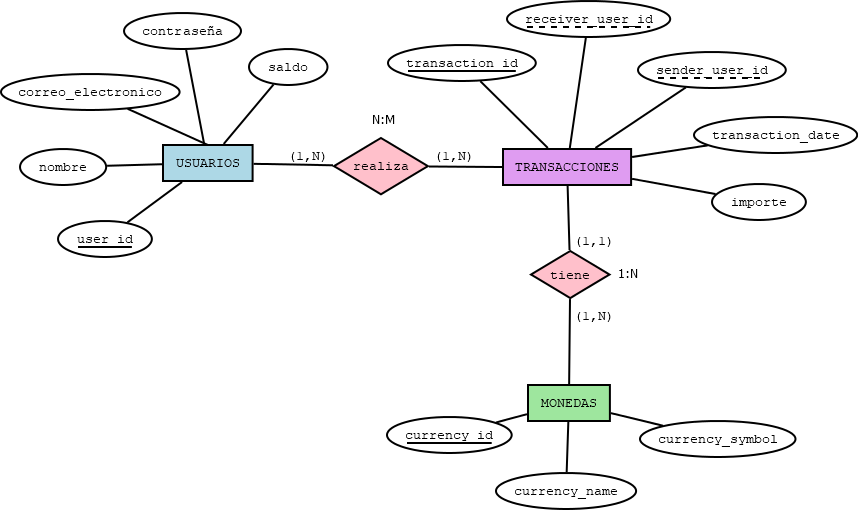 receiver_user_id
contraseña
transaction_id
saldo
sender_user_id
correo_electronico
N:M
transaction_date
USUARIOS
(1,N)
realiza
(1,N)
TRANSACCIONES
nombre
importe
user_id
(1,1)
tiene
1:N
(1,N)
MONEDAS
currency_id
currency_symbol
currency_name